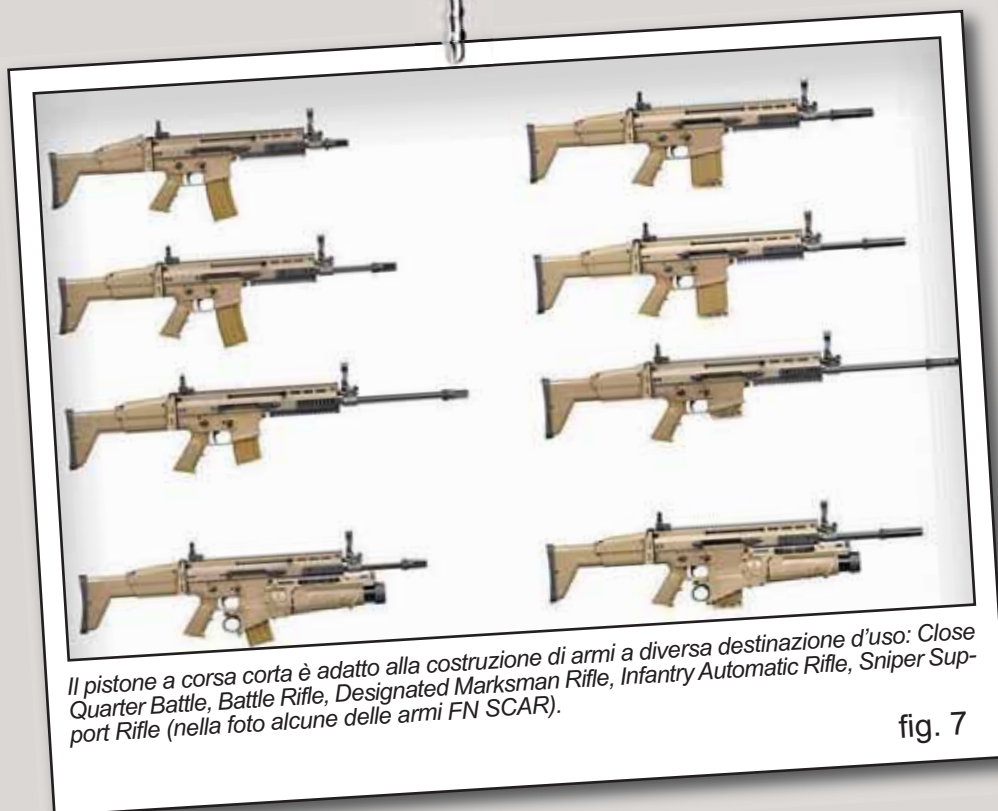 Il pistone a corsa corta è adatto alla costruzione di armi a diversa destinazione d'uso: Close
Quarter Battle, Battle Rifle, Designated Marksman Rifle, Infantry Automatic Rifle, Sniper Sup-
port Rifle (nella foto alcune delle armi FN SCAR).
fig. 7